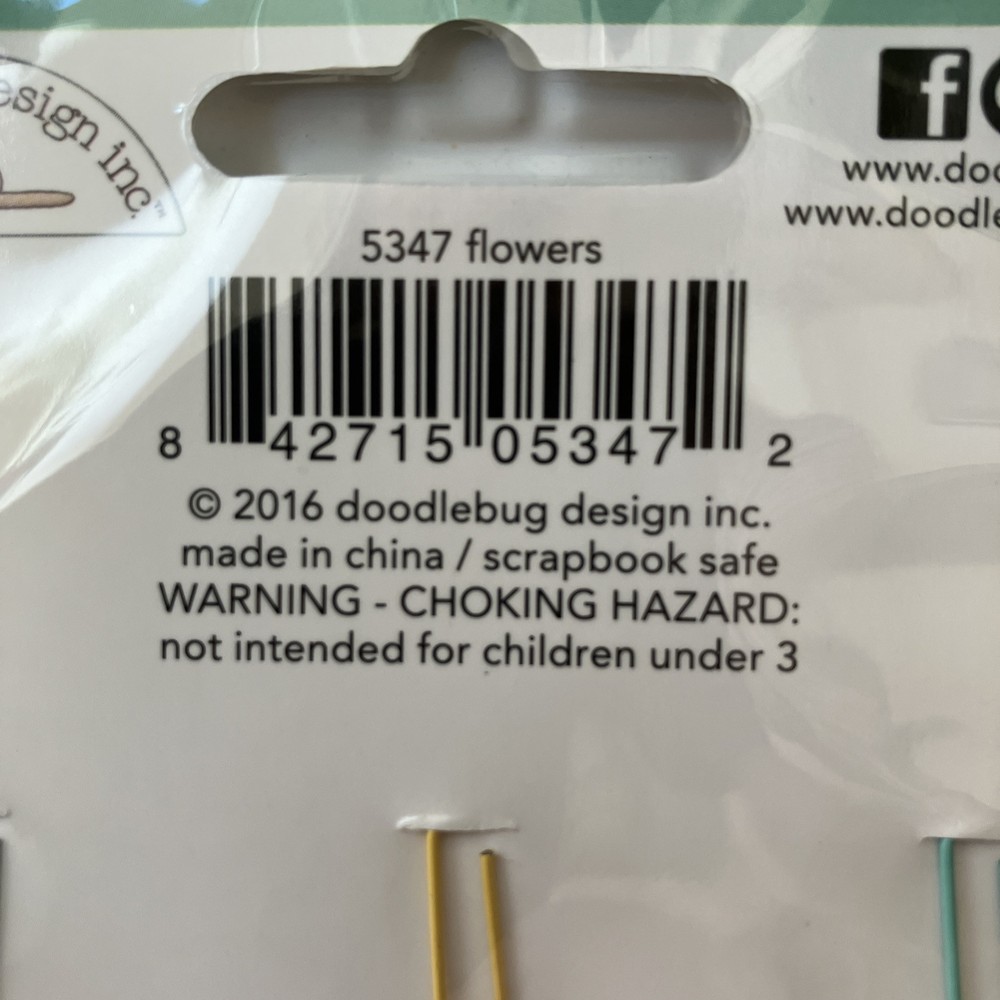 esign inc.™
f
www.doo
www.doodle
5347 flowers
8 42715 05347 2
© 2016 doodlebug design inc.
made in china / scrapbook safe
WARNING - CHOKING HAZARD:
not intended for children under 3